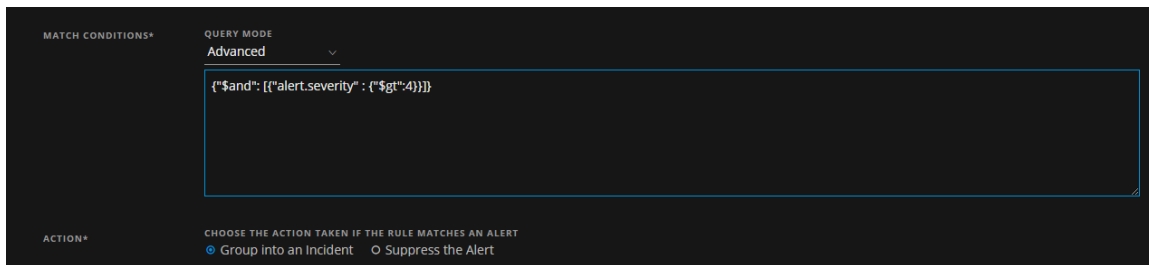 MATCH CONDITIONS*
QUERY MODE
Advanced
{"$and": [{"alert.severity" : {"$gt":4}}]}
ACTION*
CHOOSE THE ACTION TAKEN IF THE RULE MATCHES AN ALERT
Group into an Incident Suppress the Alert